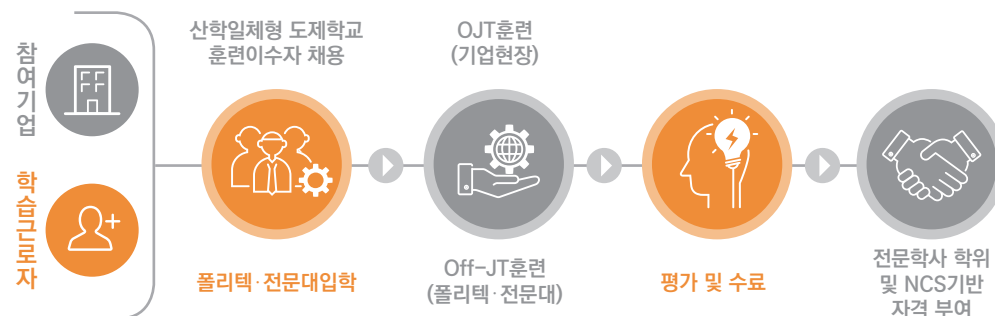 참여기업
학습근로자
산학일체형 도제학교
훈련이수자 채용
폴리텍·전문대입학
OJT훈련
(기업현장)
Off-JT훈련
(폴리텍·전문대)
평가 및 수료
전문학사 학위
및 NCS기반
자격 부여